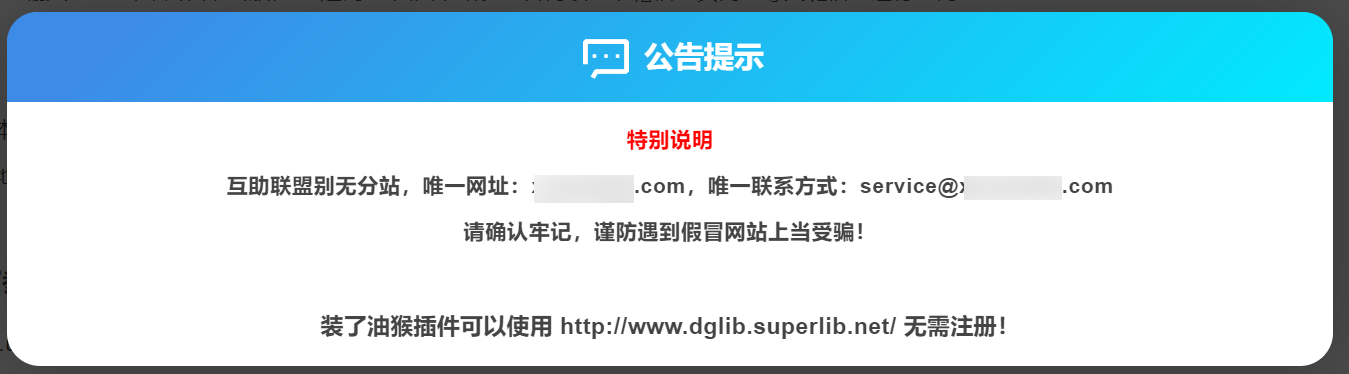 公告提示
特别说明
互助联盟别无分站，唯一网址：x.com，唯一联系方式：service@x.com
请确认牢记，谨防遇到假冒网站上当受骗！
装了油猴插件可以使用 http://www.dglib.superlib.net/ 无需注册！